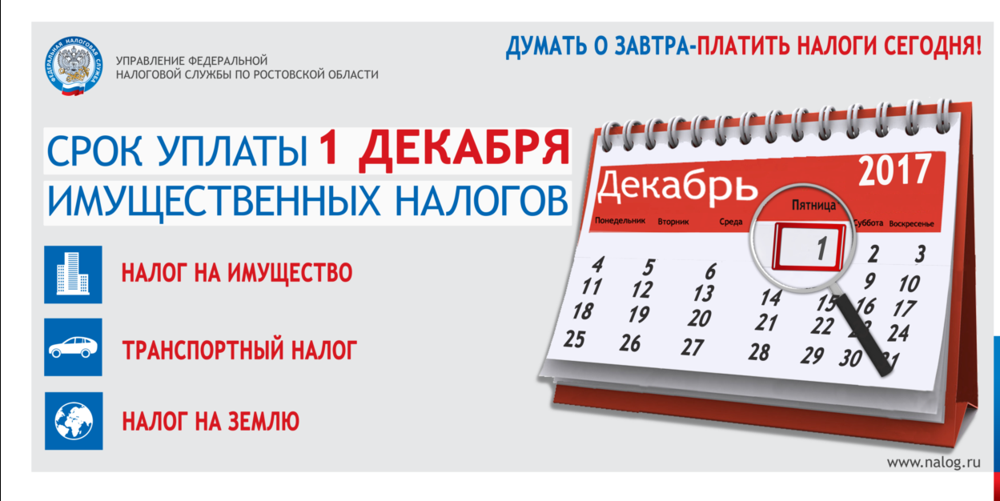 ФЕДЕРАЛЬНАЯ НАЛОГОВАЯ СЛУЖБА
УПРАВЛЕНИЕ ФЕДЕРАЛЬНОЙ
НАЛОГОВОЙ СЛУЖБЫ ПО РОСТОВСКОЙ ОБЛАСТИ
ДУМАТЬ О ЗАВТРА-ПЛАТИТЬ НАЛОГИ СЕГОДНЯ!
СРОК УПЛАТЫ 1 ДЕКАБРЯ
ИМУЩЕСТВЕННЫХ НАЛОГОВ
НАЛОГ НА ИМУЩЕСТВО
ТРАНСПОРТНЫЙ НАЛОГ
НАЛОГ НА ЗЕМЛЮ
Декабрь 2017
Понедельник Вторник Среда Пятница Суббота Воскресенье
1 2 3
4 5 6 9 10
11 12 13 14 15 16 17
18 19 20 21 22 23 24
25 26 27 28 29 30 31
www.nalog.ru